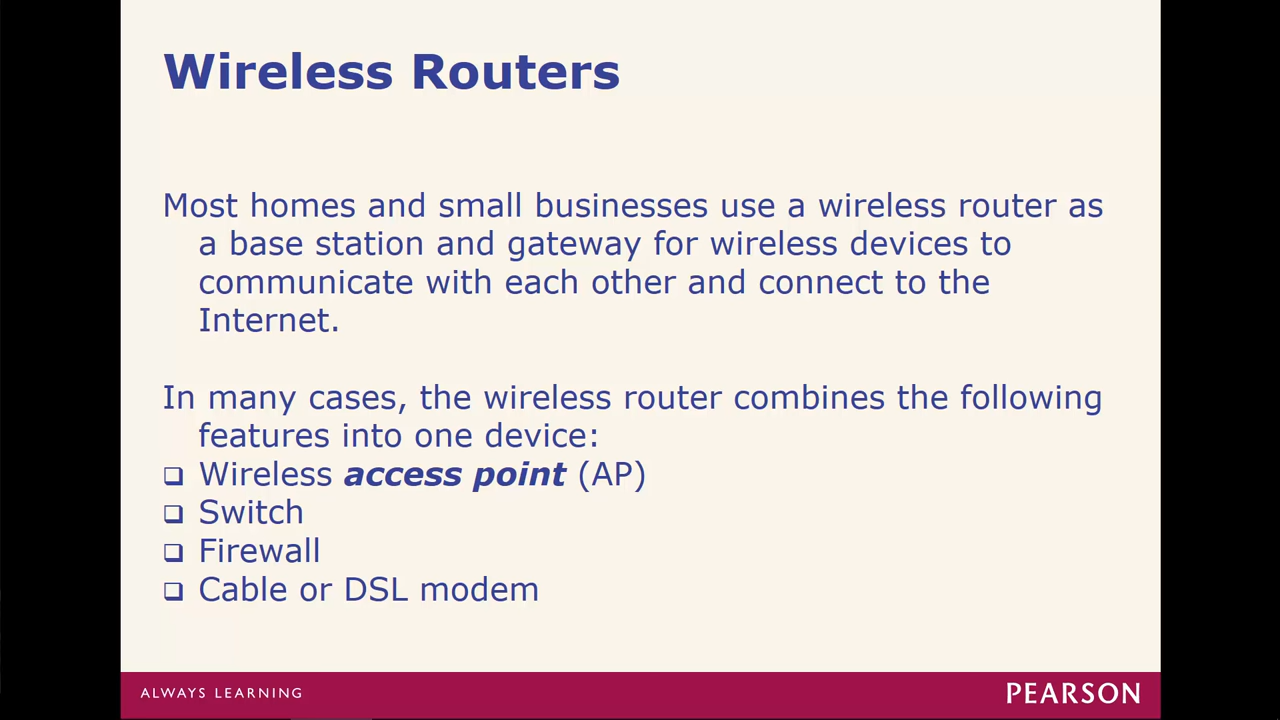 Wireless Routers
Most homes and small businesses use a wireless router as
a base station and gateway for wireless devices to
communicate with each other and connect to the
Internet.
In many cases, the wireless router combines the following
features into one device:
❑ Wireless access point (AP)
❑ Switch
❑ Firewall
❑ Cable or DSL modem
ALWAYS LEARNING
PEARSON